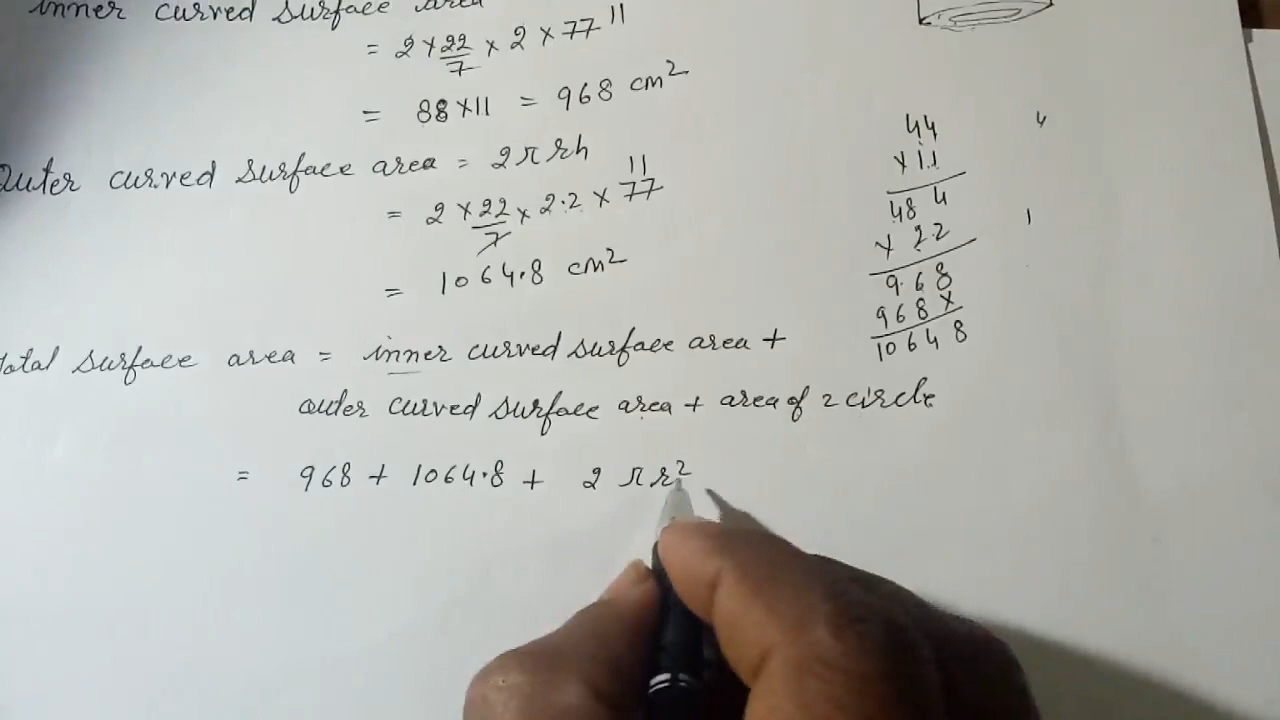 inner curved surface area
= 2 × 22/7 × 2 × 77 11
= 88 × 11 = 968 cm²
Outer curved surface area = 2πrh
= 2 × 22/7 × 2.2 × 77 11
= 1064.8 cm²
Total surface area = inner curved surface area +
outer curved surface area + area of 2 circle
= 968 + 1064.8 + 2πr²
44
× 11
484
× 22
968
968×
10648